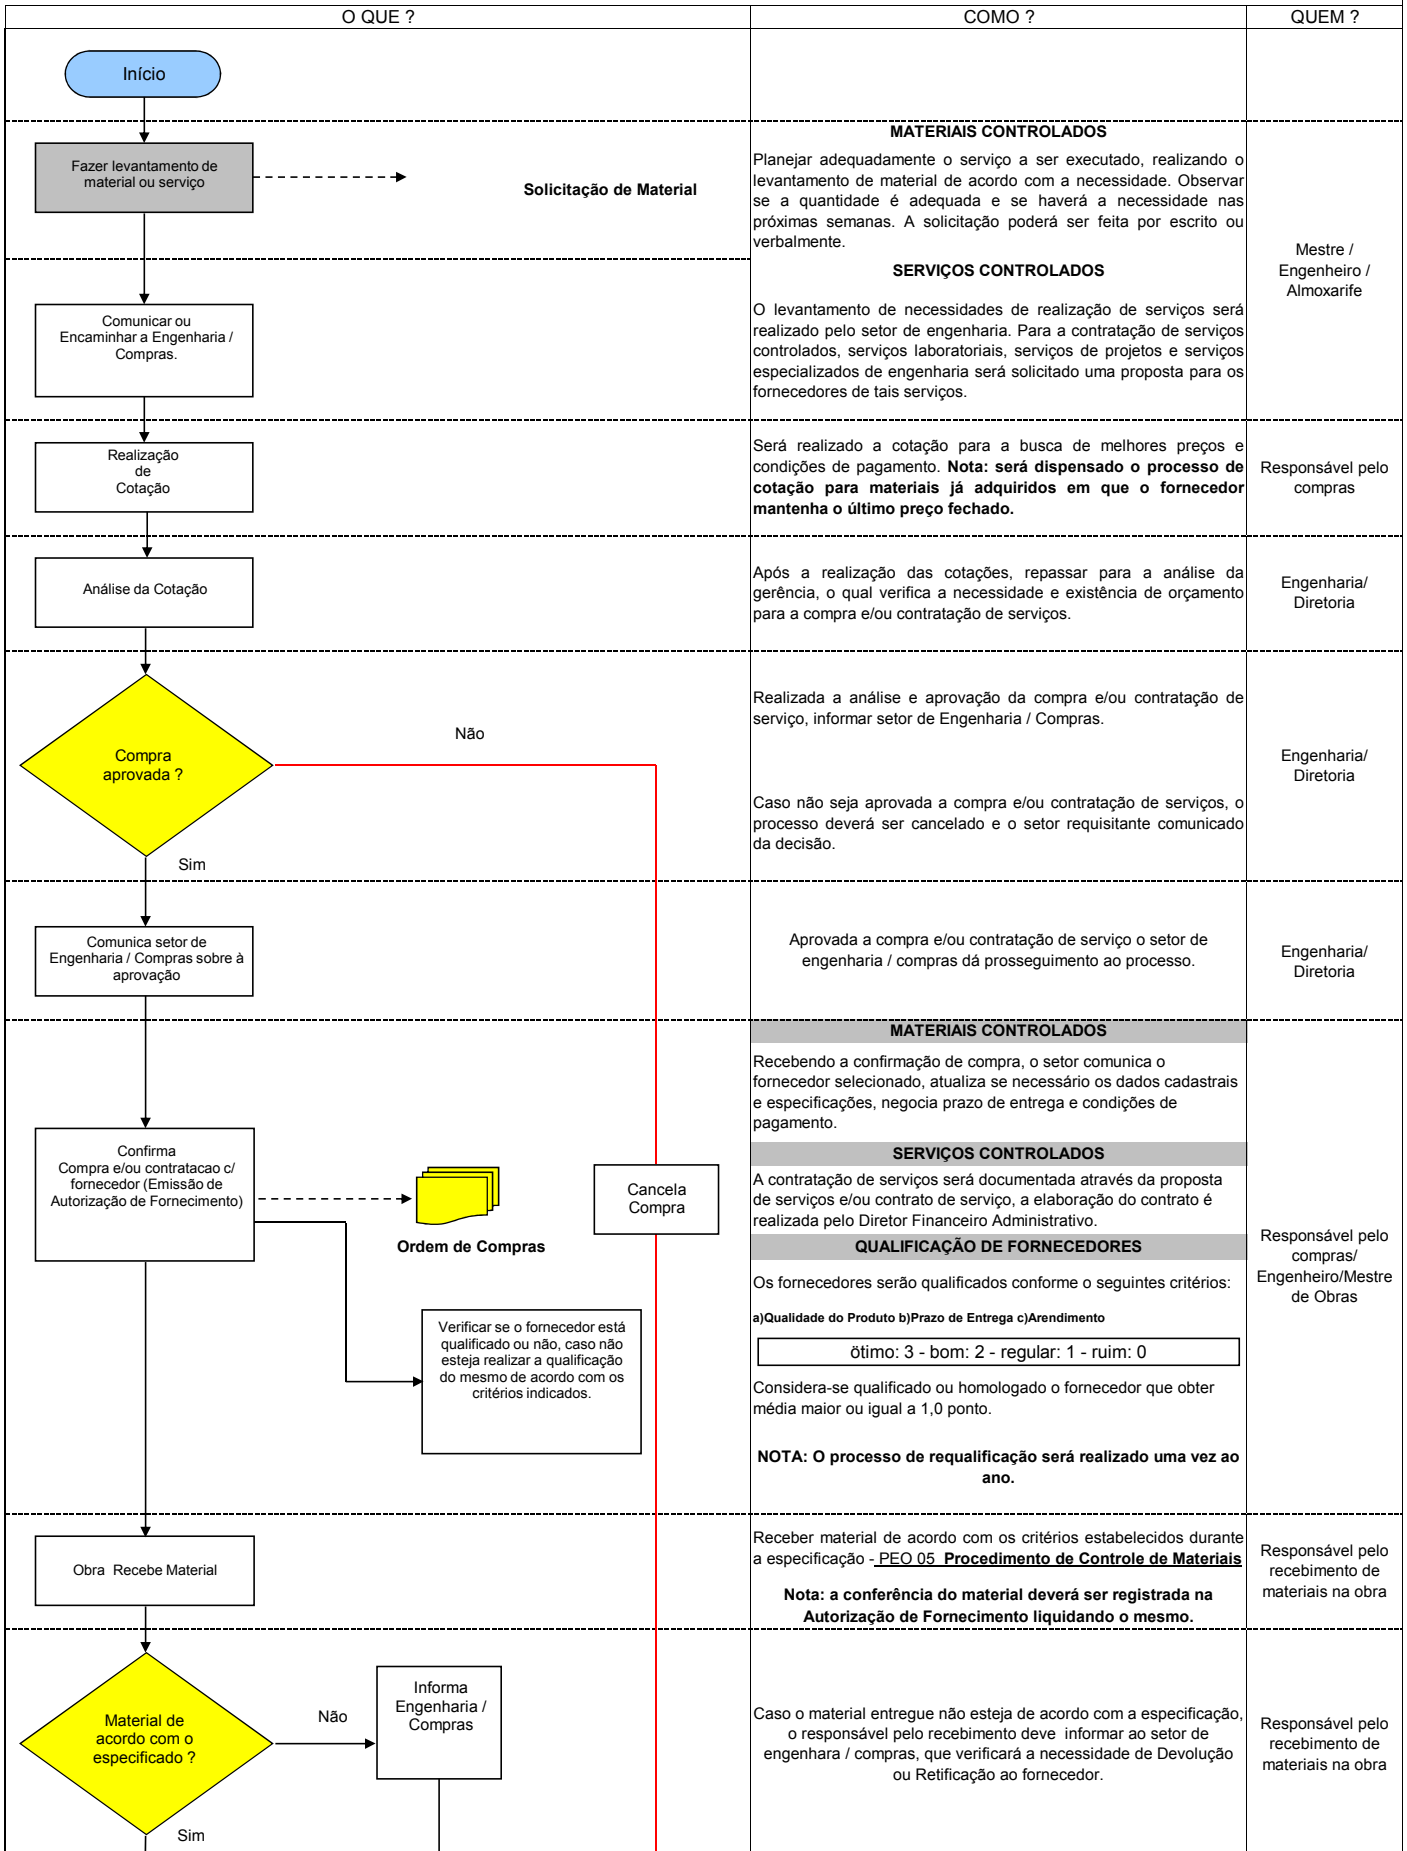 O QUE ?
COMO ?
QUEM ?
Início
Fazer levantamento de
material ou serviço
Solicitação de Material
MATERIAIS CONTROLADOS
Planejar adequadamente o serviço a ser executado, realizando o
levantamento de material de acordo com a necessidade. Observar
se a quantidade é adequada e se haverá a necessidade nas
próximas semanas. A solicitação poderá ser feita por escrito ou
verbalmente.
SERVIÇOS CONTROLADOS
O levantamento de necessidades de realização de serviços será
realizado pelo setor de engenharia. Para a contratação de serviços
controlados, serviços laboratoriais, serviços de projetos e serviços
especializados de engenharia será solicitado uma proposta para os
fornecedores de tais serviços.
Mestre /
Engenheiro /
Almoxarife
Comunicar ou
Encaminhar a Engenharia /
Compras.
Realização
de
Cotação
Será realizado a cotação para a busca de melhores preços e
condições de pagamento. Nota: será dispensado o processo de
cotação para materiais já adquiridos em que o fornecedor
mantenha o último preço fechado.
Responsável pelo
compras
Análise da Cotação
Após a realização das cotações, repassar para a análise da
gerência, o qual verifica a necessidade e existência de orçamento
para a compra e/ou contratação de serviços.
Engenharia/
Diretoria
Compra
aprovada ?
Não
Sim
Realizada a análise e aprovação da compra e/ou contratação de
serviço, informar setor de Engenharia / Compras.
Caso não seja aprovada a compra e/ou contratação de serviços, o
processo deverá ser cancelado e o setor requisitante comunicado
da decisão.
Engenharia/
Diretoria
Comunica setor de
Engenharia / Compras sobre à
aprovação
Aprovada a compra e/ou contratação de serviço o setor de
engenharia / compras dá prosseguimento ao processo.
Engenharia/
Diretoria
Confirma
Compra e/ou contratacao c/
fornecedor (Emissão de
Autorização de Fornecimento)
Ordem de Compras
Cancela
Compra
Verificar se o fornecedor está
qualificado ou não, caso não
esteja realizar a qualificação
do mesmo de acordo com os
critérios indicados.
MATERIAIS CONTROLADOS
Recebendo a confirmação de compra, o setor comunica o
fornecedor selecionado, atualiza se necessário os dados cadastrais
e especificações, negocia prazo de entrega e condições de
pagamento.
SERVIÇOS CONTROLADOS
A contratação de serviços será documentada através da proposta
de serviços e/ou contrato de serviço, a elaboração do contrato é
realizada pelo Diretor Financeiro Administrativo.
QUALIFICAÇÃO DE FORNECEDORES
Os fornecedores serão qualificados conforme o seguintes critérios:
a)Qualidade do Produto b)Prazo de Entrega c)Arendimento
ötimo: 3 - bom: 2 - regular: 1 - ruim: 0
Considera-se qualificado ou homologado o fornecedor que obter
média maior ou igual a 1,0 ponto.
NOTA: O processo de requalificação será realizado uma vez ao
ano.
Responsável pelo
compras/
Engenheiro/Mestre
de Obras
Obra Recebe Material
Receber material de acordo com os critérios estabelecidos durante
a especificação - PEO 05 Procedimento de Controle de Materiais
Nota: a conferência do material deverá ser registrada na
Autorização de Fornecimento liquidando o mesmo.
Responsável pelo
recebimento de
materiais na obra
Material de
acordo com o
especificado ?
Não
Sim
Informa
Engenharia /
Compras
Caso o material entregue não esteja de acordo com a especificação,
o responsável pelo recebimento deve informar ao setor de
engenhara / compras, que verificará a necessidade de Devolução
ou Retificação ao fornecedor.
Responsável pelo
recebimento de
materiais na obra